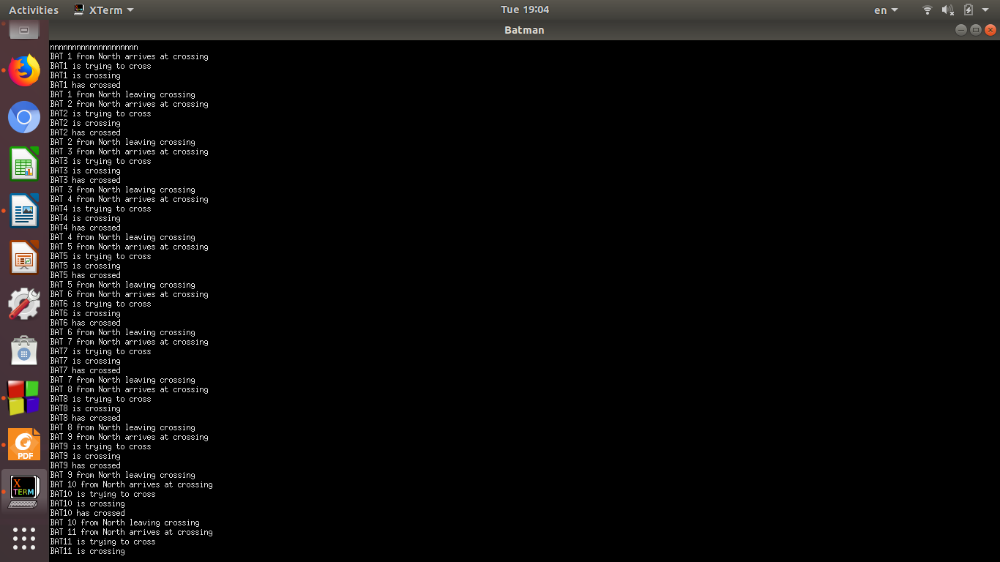 Activities XTerm Tue 19:04 en
Batman
nnnnnnnnnnnnnnnnnnnn
BAT 1 from North arrives at crossing
BAT1 is trying to cross
BAT1 is crossing
BAT1 has crossed
BAT 1 from North leaving crossing
BAT 2 from North arrives at crossing
BAT2 is trying to cross
BAT2 is crossing
BAT2 has crossed
BAT 2 from North leaving crossing
BAT 3 from North arrives at crossing
BAT3 is trying to cross
BAT3 is crossing
BAT3 has crossed
BAT 3 from North leaving crossing
BAT 4 from North arrives at crossing
BAT4 is trying to cross
BAT4 is crossing
BAT4 has crossed
BAT 4 from North leaving crossing
BAT 5 from North arrives at crossing
BAT5 is trying to cross
BAT5 is crossing
BAT5 has crossed
BAT 5 from North leaving crossing
BAT 6 from North arrives at crossing
BAT6 is trying to cross
BAT6 is crossing
BAT6 has crossed
BAT 6 from North leaving crossing
BAT 7 from North arrives at crossing
BAT7 is trying to cross
BAT7 is crossing
BAT7 has crossed
BAT 7 from North leaving crossing
BAT 8 from North arrives at crossing
BAT8 is trying to cross
BAT8 is crossing
BAT8 has crossed
BAT 8 from North leaving crossing
BAT 9 from North arrives at crossing
BAT9 is trying to cross
BAT9 is crossing
BAT9 has crossed
BAT 9 from North leaving crossing
BAT 10 from North arrives at crossing
BAT10 is trying to cross
BAT10 is crossing
BAT10 has crossed
BAT 10 from North leaving crossing
BAT 11 from North arrives at crossing
BAT11 is trying to cross
BAT11 is crossing
PDF
X
TERM